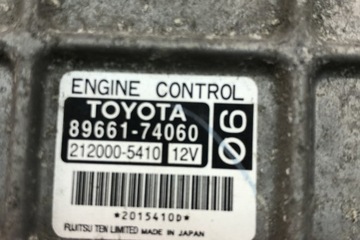 ENGINE CONTROL
TOYOTA
89661-74060
212000-5410 12V
06
*2015410D*
FUJITSU TEN LIMITED MADE IN JAPAN